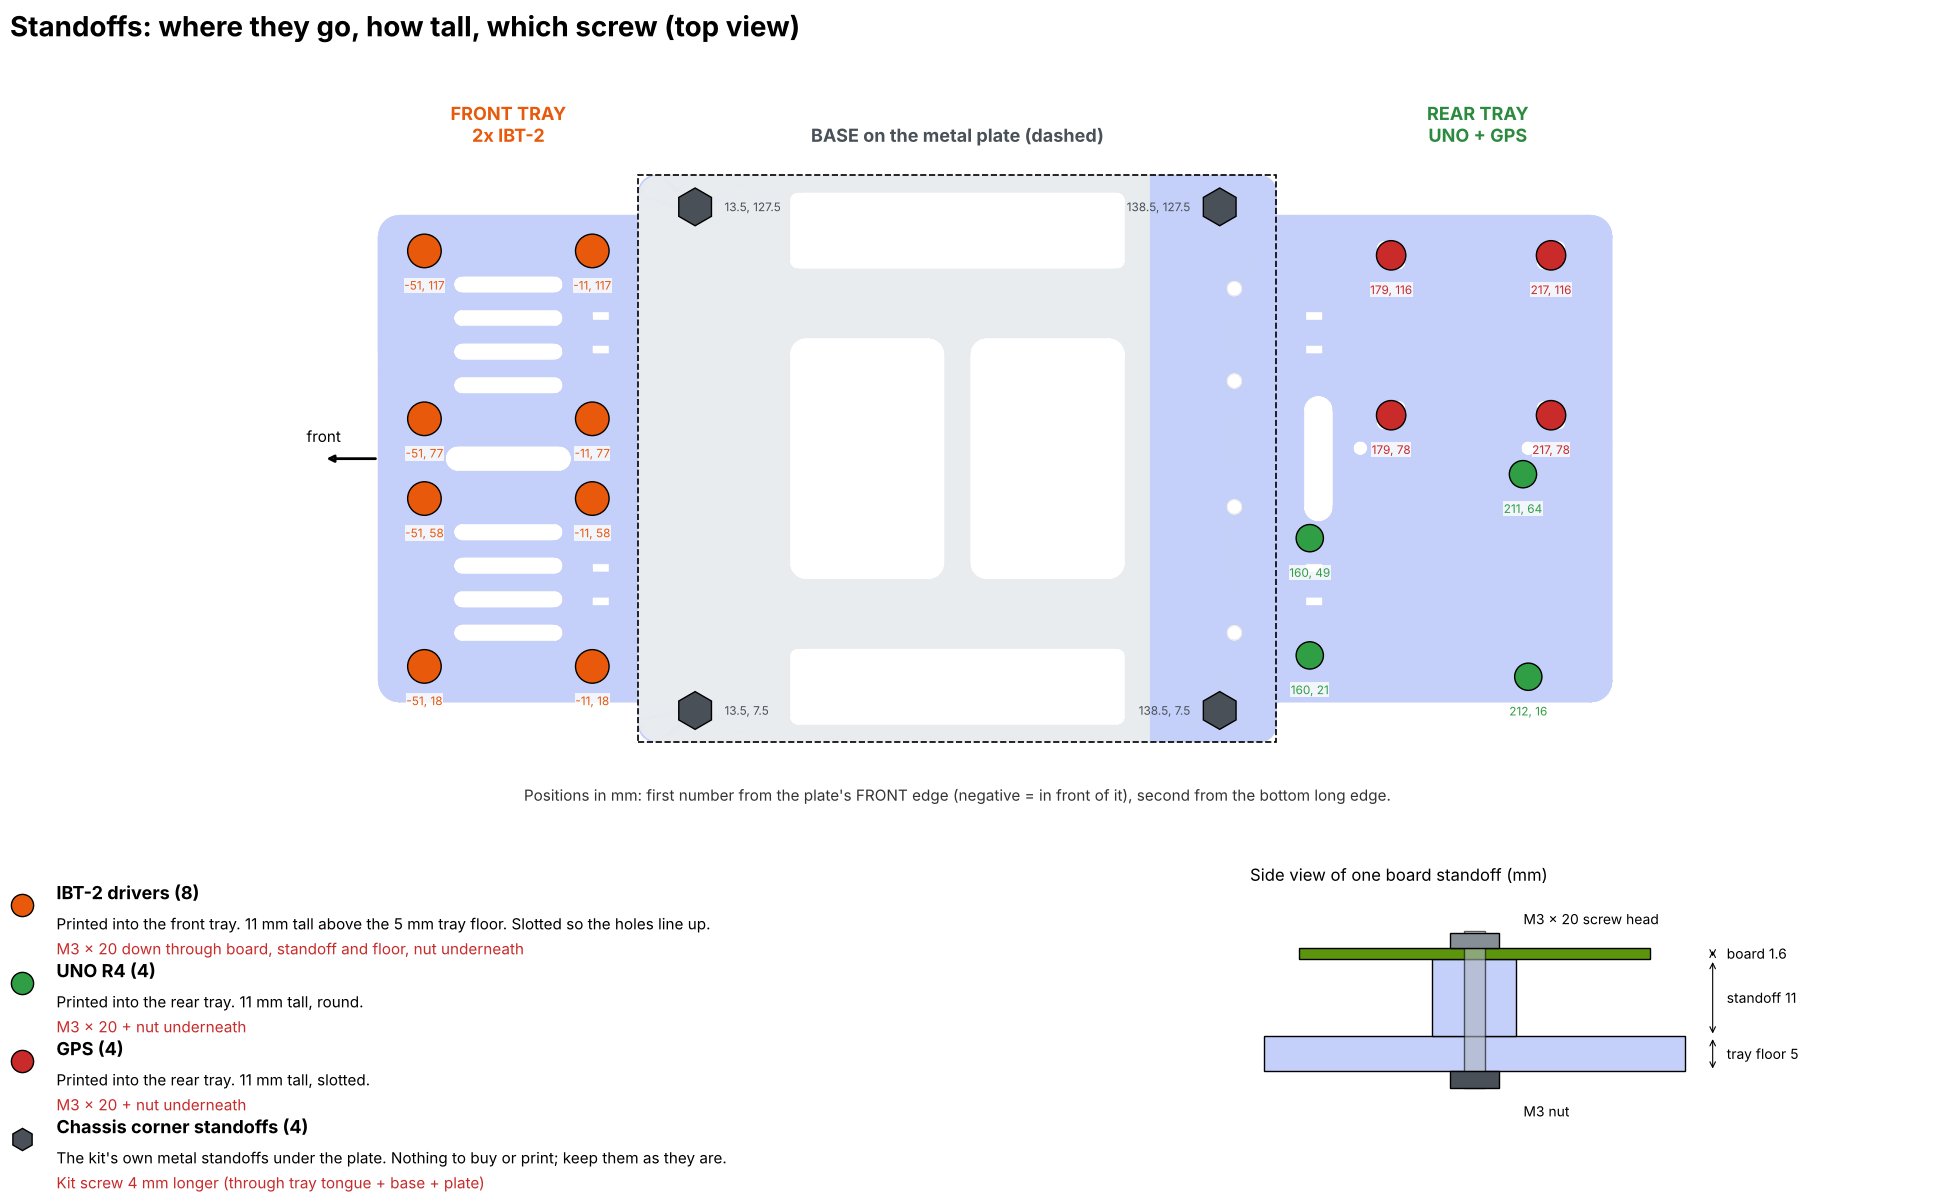 Standoffs: where they go, how tall, which screw (top view)
FRONT TRAY
2x IBT-2
BASE on the metal plate (dashed)
REAR TRAY
UNO + GPS
13.5, 127.5
138.5, 127.5
-51, 117
-11, 117
179, 116
217, 116
front
-51, 77
-11, 77
179, 78
217, 78
211, 64
-51, 58
-11, 58
160, 49
-51, 18
-11, 18
13.5, 7.5
138.5, 7.5
160, 21
212, 16
Positions in mm: first number from the plate's FRONT edge (negative = in front of it), second from the bottom long edge.
IBT-2 drivers (8)
Printed into the front tray. 11 mm tall above the 5 mm tray floor. Slotted so the holes line up.
M3 × 20 down through board, standoff and floor, nut underneath
UNO R4 (4)
Printed into the rear tray. 11 mm tall, round.
M3 × 20 + nut underneath
GPS (4)
Printed into the rear tray. 11 mm tall, slotted.
M3 × 20 + nut underneath
Chassis corner standoffs (4)
The kit's own metal standoffs under the plate. Nothing to buy or print; keep them as they are.
Kit screw 4 mm longer (through tray tongue + base + plate)
Side view of one board standoff (mm)
M3 × 20 screw head
board 1.6
standoff 11
tray floor 5
M3 nut